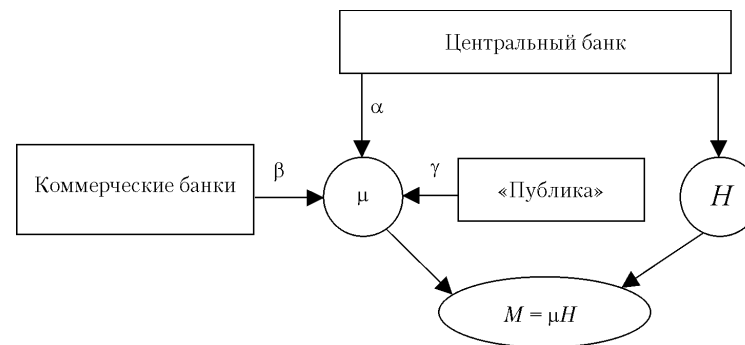 Центральный банк
α
Коммерческие банки
β
μ
γ
«Публика»
H
M = μH